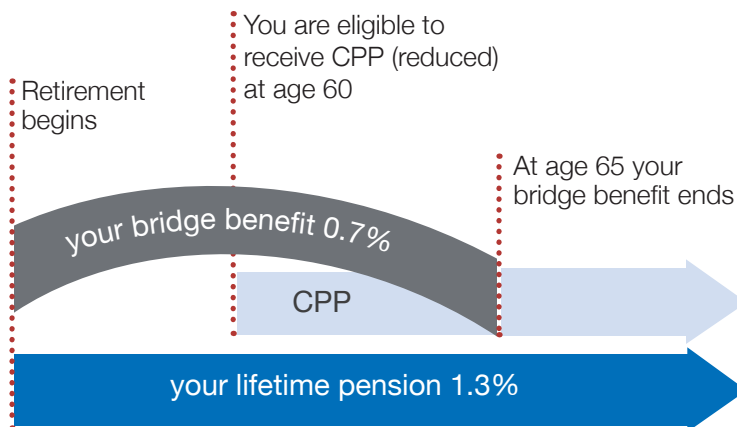 You are eligible to
receive CPP (reduced)
at age 60
Retirement
begins
At age 65 your
bridge benefit ends
your bridge benefit 0.7%
CPP
your lifetime pension 1.3%